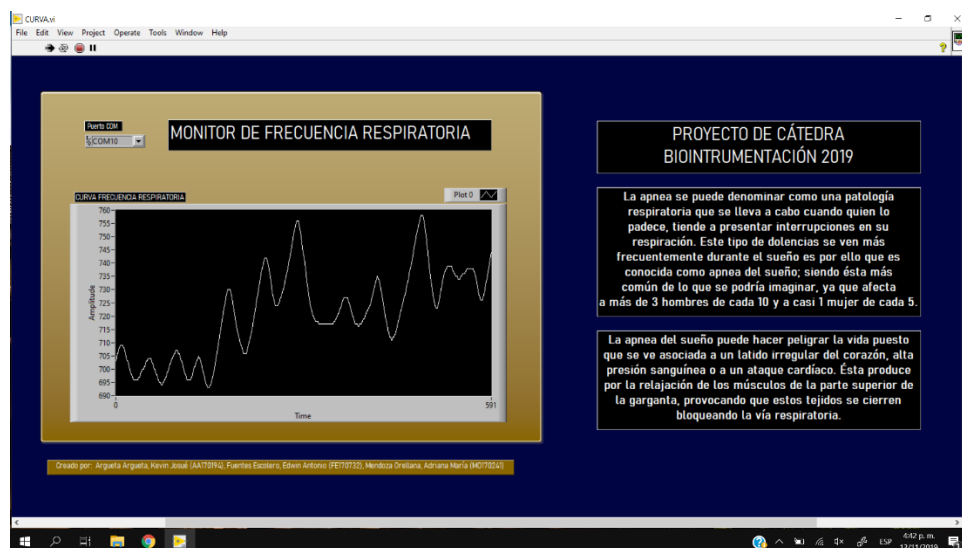 CURVA.vi
File Edit View Project Operate Tools Window Help
Puerto COM
COM10
MONITOR DE FRECUENCIA RESPIRATORIA
CURVA FRECUENCIA RESPIRATORIA
Plot 0
760
755
750
745
740
735
730
725
720
715
710
705
700
695
690
Amplitude
0
591
Time
Creado por: Argueta Argueta, Kevin Josué (AA170194), Fuentes Escolero, Edwin Antonio (FE170732), Mendoza Orellana, Adriana María (MO170241)
PROYECTO DE CÁTEDRA
BIOINTRUMENTACIÓN 2019
La apnea se puede denominar como una patología
respiratoria que se lleva a cabo cuando quien lo
padece, tiende a presentar interrupciones en su
respiración. Este tipo de dolencias se ven más
frecuentemente durante el sueño es por ello que es
conocida como apnea del sueño; siendo ésta más
común de lo que se podría imaginar, ya que afecta
a más de 3 hombres de cada 10 y a casi 1 mujer de cada 5.
La apnea del sueño puede hacer peligrar la vida puesto
que se ve asociada a un latido irregular del corazón, alta
presión sanguínea o a un ataque cardíaco. Ésta produce
por la relajación de los músculos de la parte superior de
la garganta, provocando que estos tejidos se cierren
bloqueando la vía respiratoria.
ESP
4:42 p. m.
12/11/2019